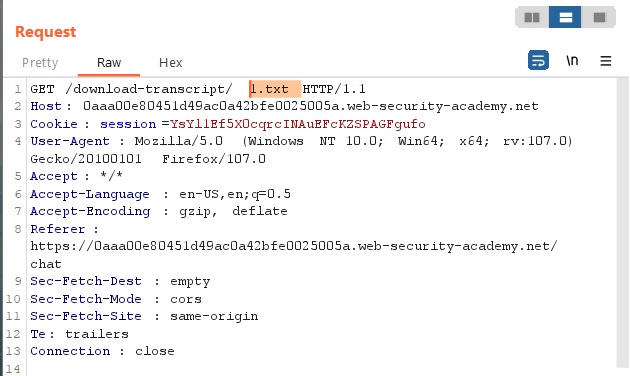 Request
Pretty Raw Hex
\n
1 GET /download-transcript/ 1.txt HTTP/1.1
2 Host : 0aaa00e80451d49ac0a42bfe0025005a.web-security-academy.net
3 Cookie : session =YsYl1Ef5X0cqrcINAuEFcKZSPAGFgufo
4 User-Agent : Mozilla/5.0 (Windows NT 10.0; Win64; x64; rv:107.0)
Gecko/20100101 Firefox/107.0
5 Accept : */*
6 Accept-Language : en-US,en;q=0.5
7 Accept-Encoding : gzip, deflate
8 Referer :
https://0aaa00e80451d49ac0a42bfe0025005a.web-security-academy.net/
chat
9 Sec-Fetch-Dest : empty
10 Sec-Fetch-Mode : cors
11 Sec-Fetch-Site : same-origin
12 Te : trailers
13 Connection : close
14